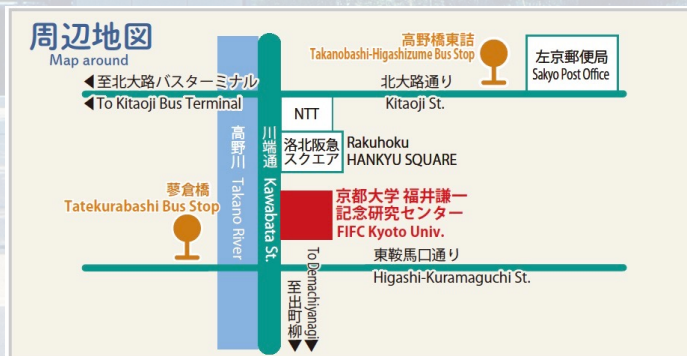 周辺地図
Map around
高野橋東詰
Takanobashi-Higashizume Bus Stop
左京郵便局
Sakyo Post Office
◀至北大路バスターミナル
◀To Kitaoji Bus Terminal
北大路通り
Kitaoji St.
NTT
洛北阪急
スクエア
Rakuhoku
HANKYU SQUARE
高野川 Takano River
川端通 Kawabata St.
蓼倉橋
Tatekurabashi Bus Stop
京都大学 福井謙一
記念研究センター
FIFC Kyoto Univ.
東鞍馬口通り
Higashi-Kuramaguchi St.
To Demachiyanagi▶
至出町柳▶